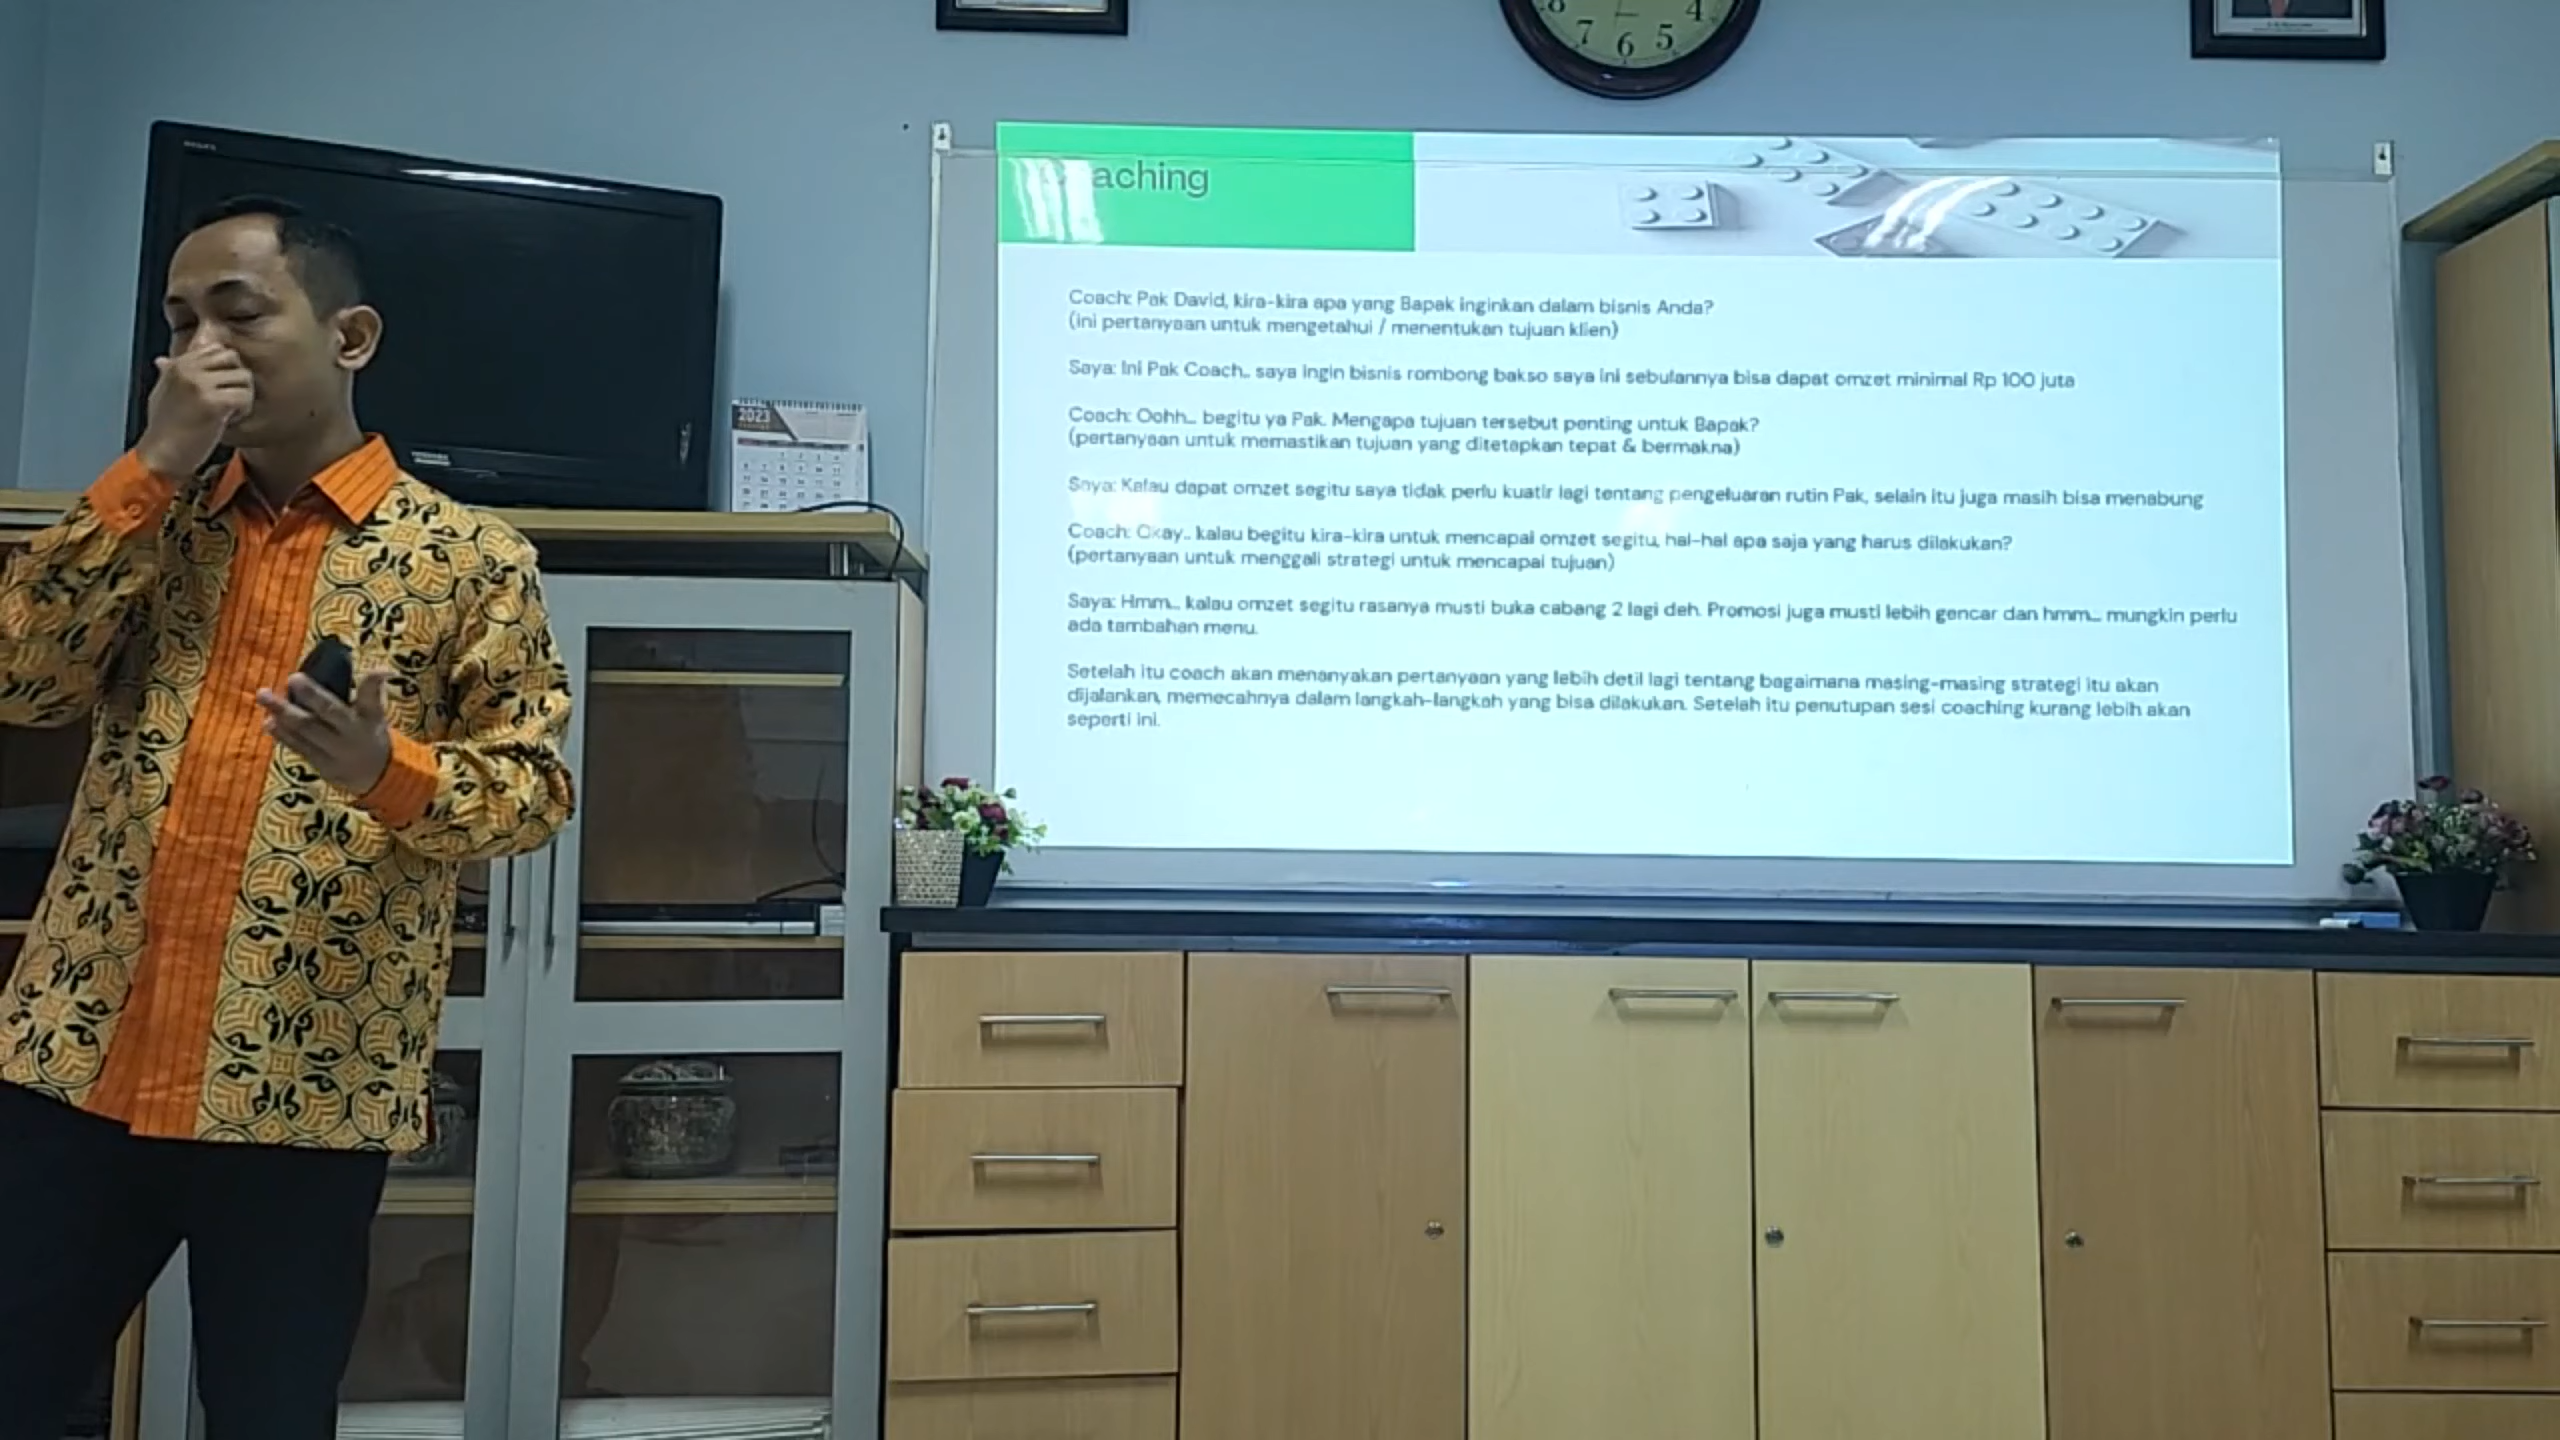 8 7 6 5 4
aching
2023
TOSHIBA
Coach: Pak David, kira-kira apa yang Bapak inginkan dalam bisnis Anda?
(ini pertanyaan untuk mengetahui / menentukan tujuan klien)
Saya: Ini Pak Coach.. saya ingin bisnis rombong bakso saya ini sebulannya bisa dapat omzet minimal Rp 100 juta
Coach: Oohh... begitu ya Pak. Mengapa tujuan tersebut penting untuk Bapak?
(pertanyaan untuk memastikan tujuan yang ditetapkan tepat & bermakna)
Saya: Kalau dapat omzet segitu saya tidak perlu kuatir lagi tentang pengeluaran rutin Pak, selain itu juga masih bisa menabung
Coach: Okay.. kalau begitu kira-kira untuk mencapai omzet segitu, hal-hal apa saja yang harus dilakukan?
(pertanyaan untuk menggali strategi untuk mencapai tujuan)
Saya: Hmm... kalau omzet segitu rasanya musti buka cabang 2 lagi deh. Promosi juga musti lebih gencar dan hmm... mungkin perlu
ada tambahan menu.
Setelah itu coach akan menanyakan pertanyaan yang lebih detil lagi tentang bagaimana masing-masing strategi itu akan
dijalankan, memecahnya dalam langkah-langkah yang bisa dilakukan. Setelah itu penutupan sesi coaching kurang lebih akan
seperti ini.